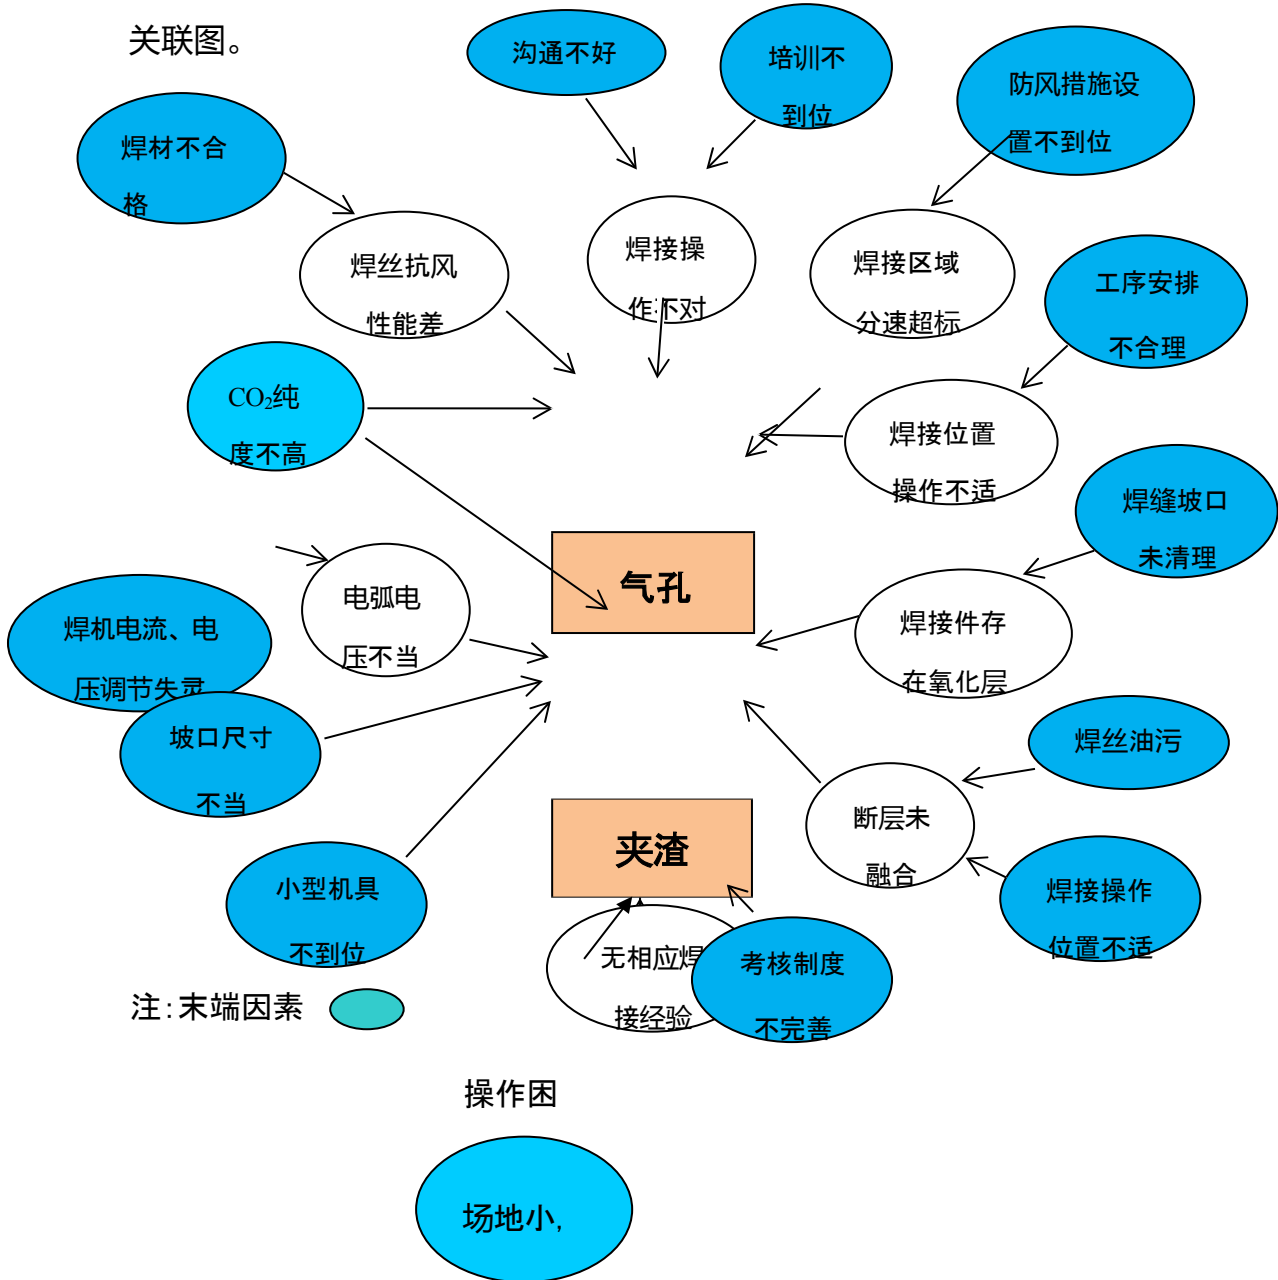 关联图。
沟通不好
培训不
到位
防风措施设
置不到位
焊材不合
格
焊丝抗风
性能差
焊接操
作不对
焊接区域
分速超标
工序安排
不合理
CO₂纯
度不高
焊接位置
操作不适
焊缝坡口
未清理
气孔
电弧电
压不当
焊机电流、电
压调节失灵
焊接件存
在氧化层
坡口尺寸
不当
焊丝油污
夹渣
断层未
融合
小型机具
不到位
焊接操作
位置不适
无相应焊
接经验
考核制度
不完善
注:末端因素
操作困
场地小,